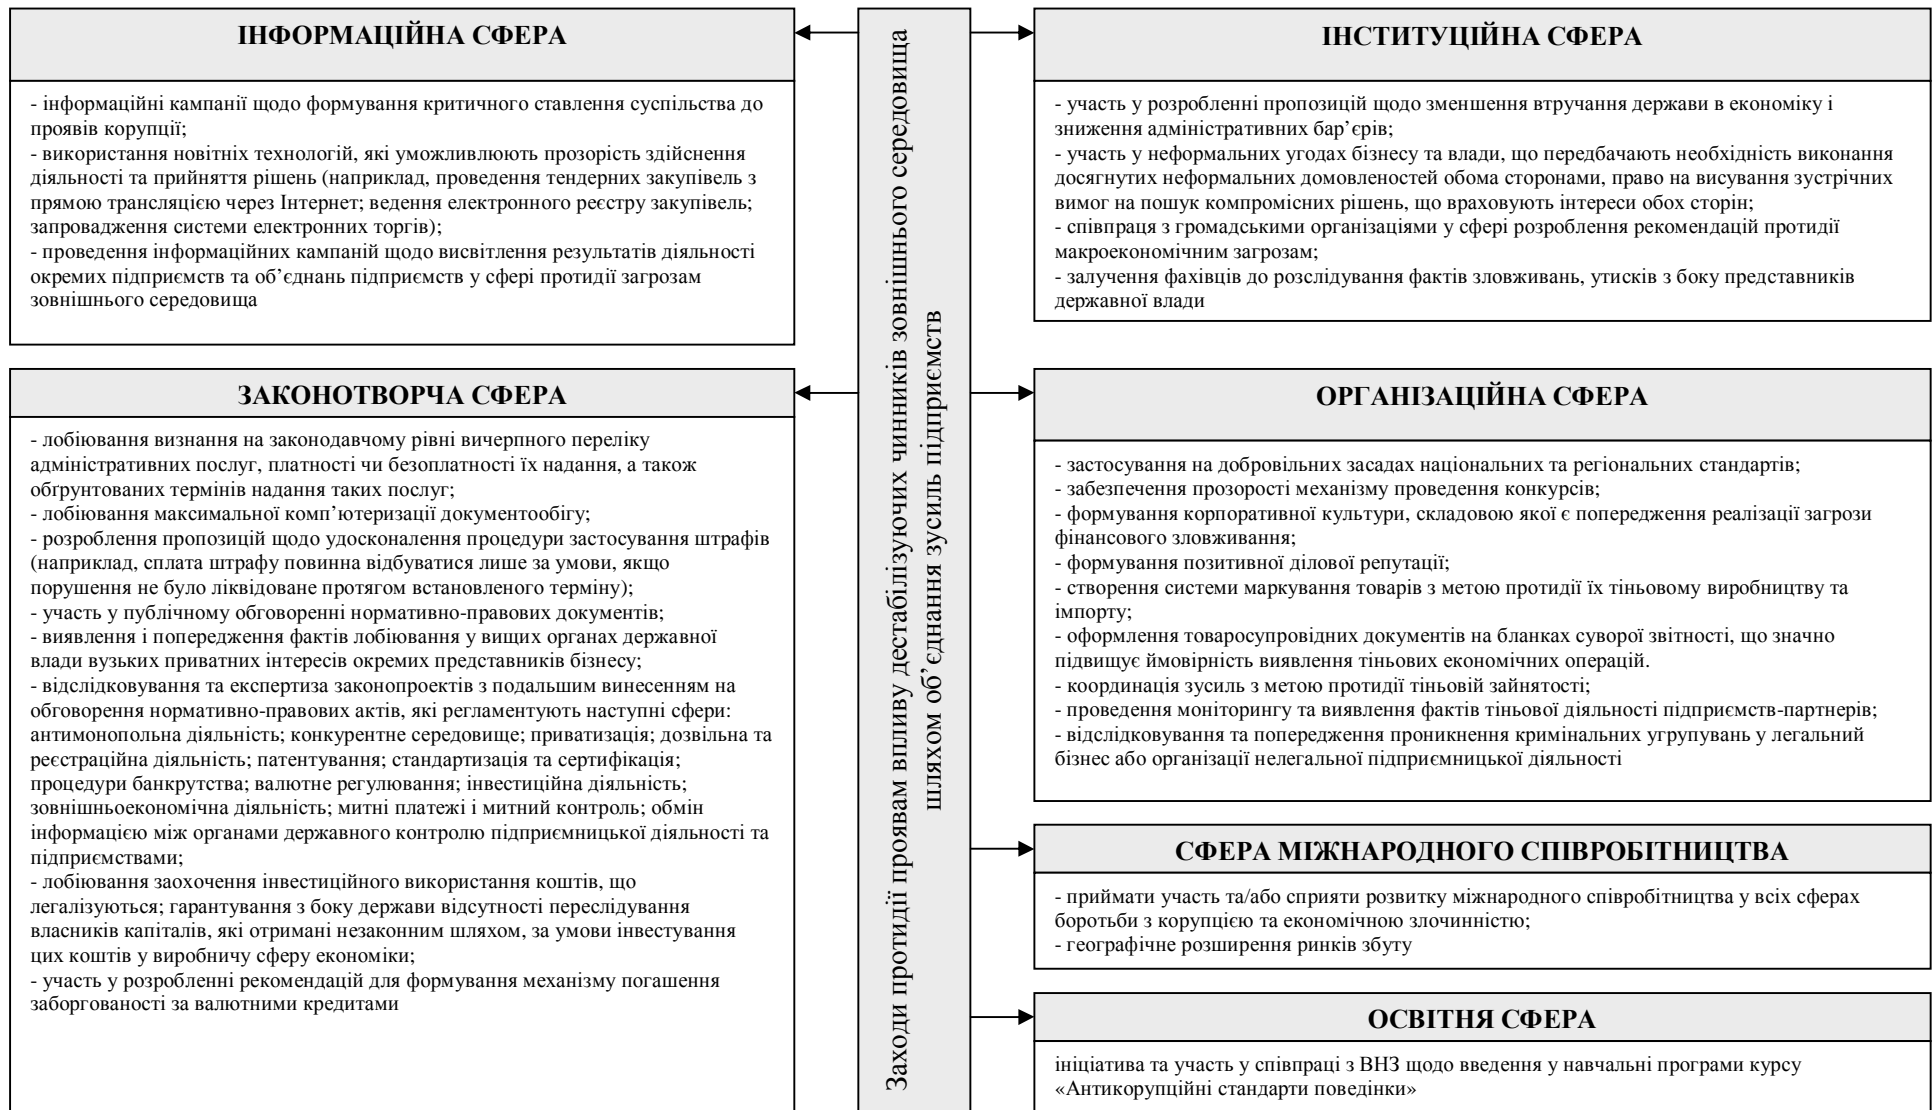 ІНФОРМАЦІЙНА СФЕРА
- інформаційні кампанії щодо формування критичного ставлення суспільства до
проявів корупції;
- використання новітніх технологій, які уможливлюють прозорість здійснення
діяльності та прийняття рішень (наприклад, проведення тендерних закупівель з
прямою трансляцією через Інтернет; ведення електронного реєстру закупівель;
запровадження системи електронних торгів);
- проведення інформаційних кампаній щодо висвітлення результатів діяльності
окремих підприємств та об’єднань підприємств у сфері протидії загрозам
зовнішнього середовища
ЗАКОНОТВОРЧА СФЕРА
- лобіювання визнання на законодавчому рівні вичерпного переліку
адміністративних послуг, платності чи безоплатності їх надання, а також
обґрунтованих термінів надання таких послуг;
- лобіювання максимальної комп’ютеризації документообігу;
- розроблення пропозицій щодо удосконалення процедури застосування штрафів
(наприклад, сплата штрафу повинна відбуватися лише за умови, якщо
порушення не було ліквідоване протягом встановленого терміну);
- участь у публічному обговоренні нормативно-правових документів;
- виявлення і попередження фактів лобіювання у вищих органах державної
влади вузьких приватних інтересів окремих представників бізнесу;
- відслідковування та експертиза законопроектів з подальшим винесенням на
обговорення нормативно-правових актів, які регламентують наступні сфери:
антимонопольна діяльність; конкурентне середовище; приватизація; дозвільна та
реєстраційна діяльність; патентування; стандартизація та сертифікація;
процедури банкрутства; валютне регулювання; інвестиційна діяльність;
зовнішньоекономічна діяльність; митні платежі і митний контроль; обмін
інформацією між органами державного контролю підприємницької діяльності та
підприємствами;
- лобіювання заохочення інвестиційного використання коштів, що
легалізуються; гарантування з боку держави відсутності переслідування
власників капіталів, які отримані незаконним шляхом, за умови інвестування
цих коштів у виробничу сферу економіки;
- участь у розробленні рекомендацій для формування механізму погашення
заборгованості за валютними кредитами
Заходи протидії проявам впливу дестабілізуючих чинників зовнішнього середовища
шляхом об’єднання зусиль підприємств
ІНСТИТУЦІЙНА СФЕРА
- участь у розробленні пропозицій щодо зменшення втручання держави в економіку і
зниження адміністративних бар’єрів;
- участь у неформальних угодах бізнесу та влади, що передбачають необхідність виконання
досягнутих неформальних домовленостей обома сторонами, право на висування зустрічних
вимог на пошук компромісних рішень, що враховують інтереси обох сторін;
- співпраця з громадськими організаціями у сфері розроблення рекомендацій протидії
макроекономічним загрозам;
- залучення фахівців до розслідування фактів зловживань, утисків з боку представників
державної влади
ОРГАНІЗАЦІЙНА СФЕРА
- застосування на добровільних засадах національних та регіональних стандартів;
- забезпечення прозорості механізму проведення конкурсів;
- формування корпоративної культури, складовою якої є попередження реалізації загрози
фінансового зловживання;
- формування позитивної ділової репутації;
- створення системи маркування товарів з метою протидії їх тіньовому виробництву та
імпорту;
- оформлення товаросупровідних документів на бланках суворої звітності, що значно
підвищує ймовірність виявлення тіньових економічних операцій.
- координація зусиль з метою протидії тіньовій зайнятості;
- проведення моніторингу та виявлення фактів тіньової діяльності підприємств-партнерів;
- відслідковування та попередження проникнення кримінальних угрупувань у легальний
бізнес або організації нелегальної підприємницької діяльності
СФЕРА МІЖНАРОДНОГО СПІВРОБІТНИЦТВА
- приймати участь та/або сприяти розвитку міжнародного співробітництва у всіх сферах
боротьби з корупцією та економічною злочинністю;
- географічне розширення ринків збуту
ОСВІТНЯ СФЕРА
ініціатива та участь у співпраці з ВНЗ щодо введення у навчальні програми курсу
«Антикорупційні стандарти поведінки»